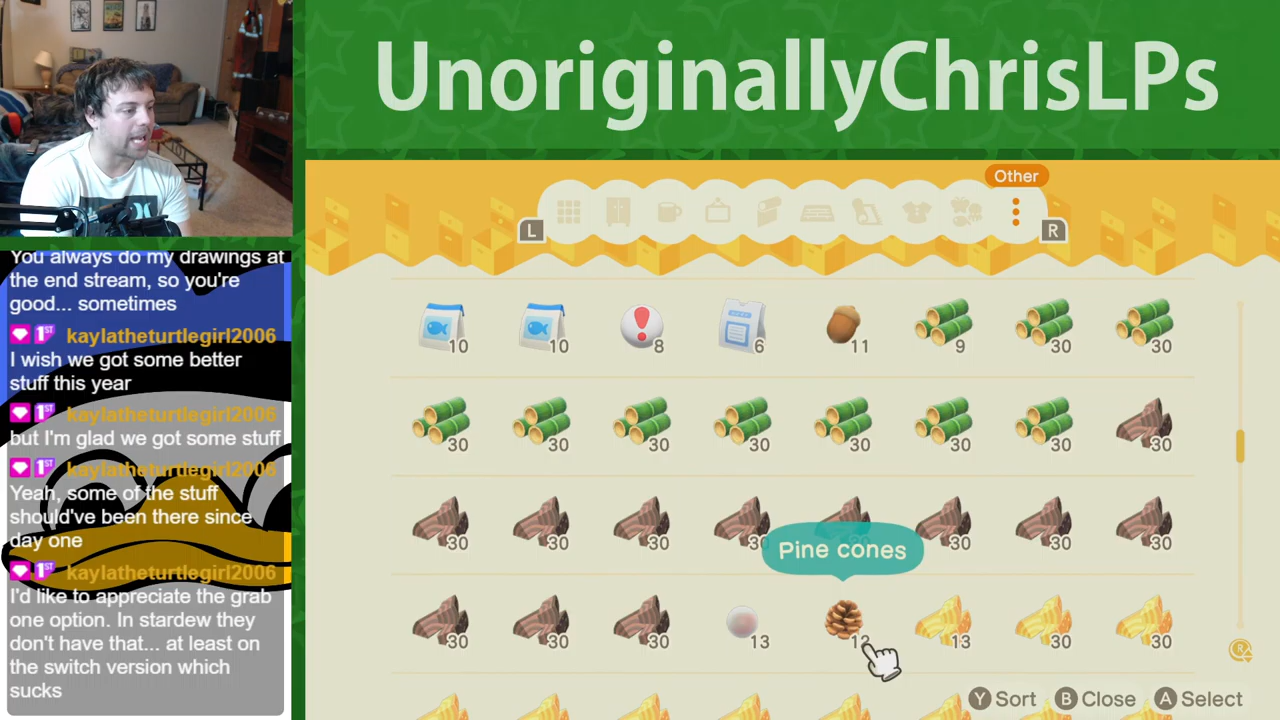 UnoriginallyChrisLPs
You always do my drawings at
the end stream, so you're
good... sometimes
kaylatheturtlegirl2006
I wish we got some better
stuff this year
kaylatheturtlegirl2006
but I'm glad we got some stuff
kaylatheturtlegirl2006
Yeah, some of the stuff
should've been there since
day one
kaylatheturtlegirl2006
I'd like to appreciate the grab
one option. In stardew they
don't have that... at least on
the switch version which
sucks
Other
L R
10 10 8 6 11 9 30 30
30 30 30 30 30 30 30 30
30 30 30 30 30 30 30
Pine cones
30 30 30 13 12 13 30 30
R
Y Sort B Close A Select